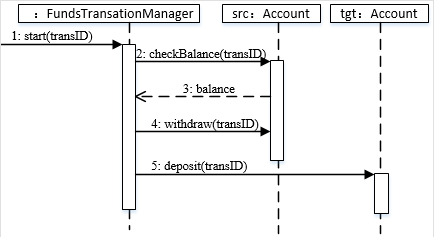 ：FundsTransationManager
src：Account
tgt：Account
1: start(transID)
2: checkBalance(transID)
3: balance
4: withdraw(transID)
5: deposit(transID)